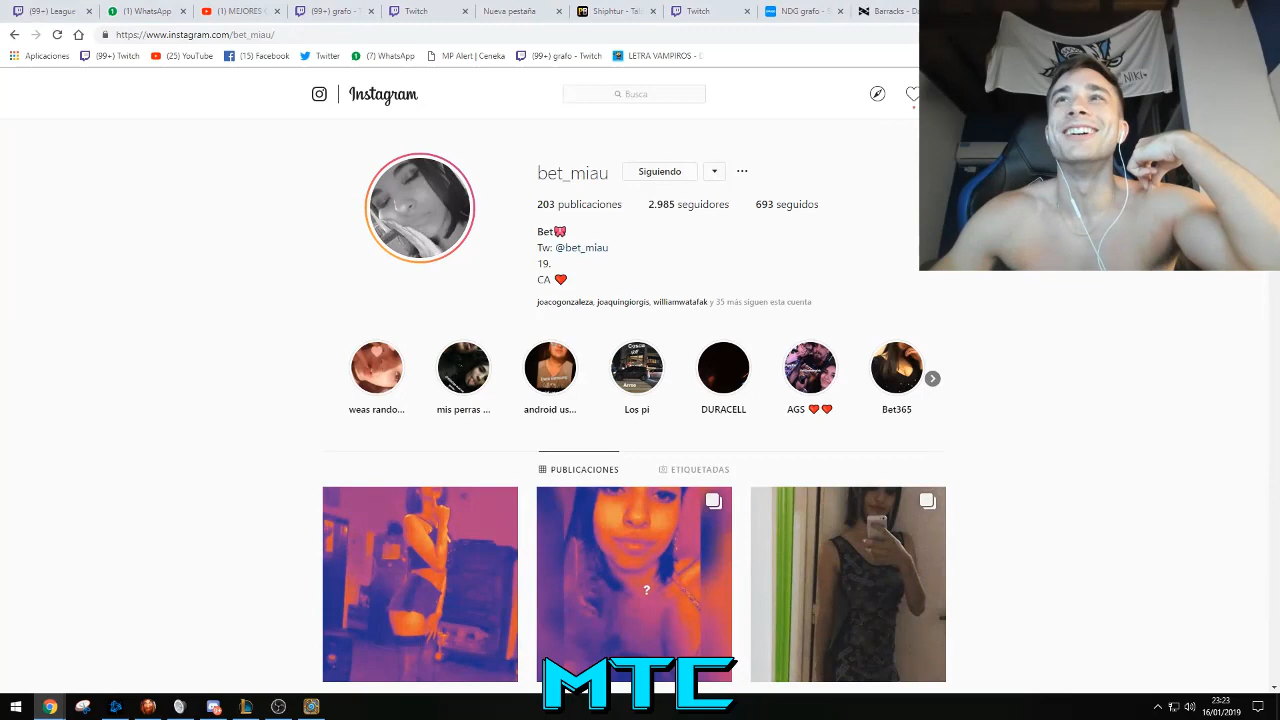 (99+) League
(1) WhatsApp
MEJORES
(99+) grafo -
Twitch
Nueva pestaña
Shiphtur - Tal
Twitch
NDG grafo - S
Barracks - D
https://www.instagram.com/bet_miau/
Aplicaciones
(99+) Twitch
(25) YouTube
(15) Facebook
Twitter
(?) WhatsApp
MP Alert | Ceneka
(99+) grafo - Twitch
LETRA VAMPIROS -
NIKI
Instagram
Busca
bet_miau
Siguiendo
203 publicaciones
2.985 seguidores
693 seguidos
Bet
Tw: @bet_miau
19.
CA
joacogonzaleza, joaquingiorgis, williamwatafak y 35 más siguen esta cuenta
weas rando...
mis perras ...
android us...
Los pi
DURACELL
AGS
Bet365
PUBLICACIONES
ETIQUETADAS
?
MTC
23:23
16/01/2019